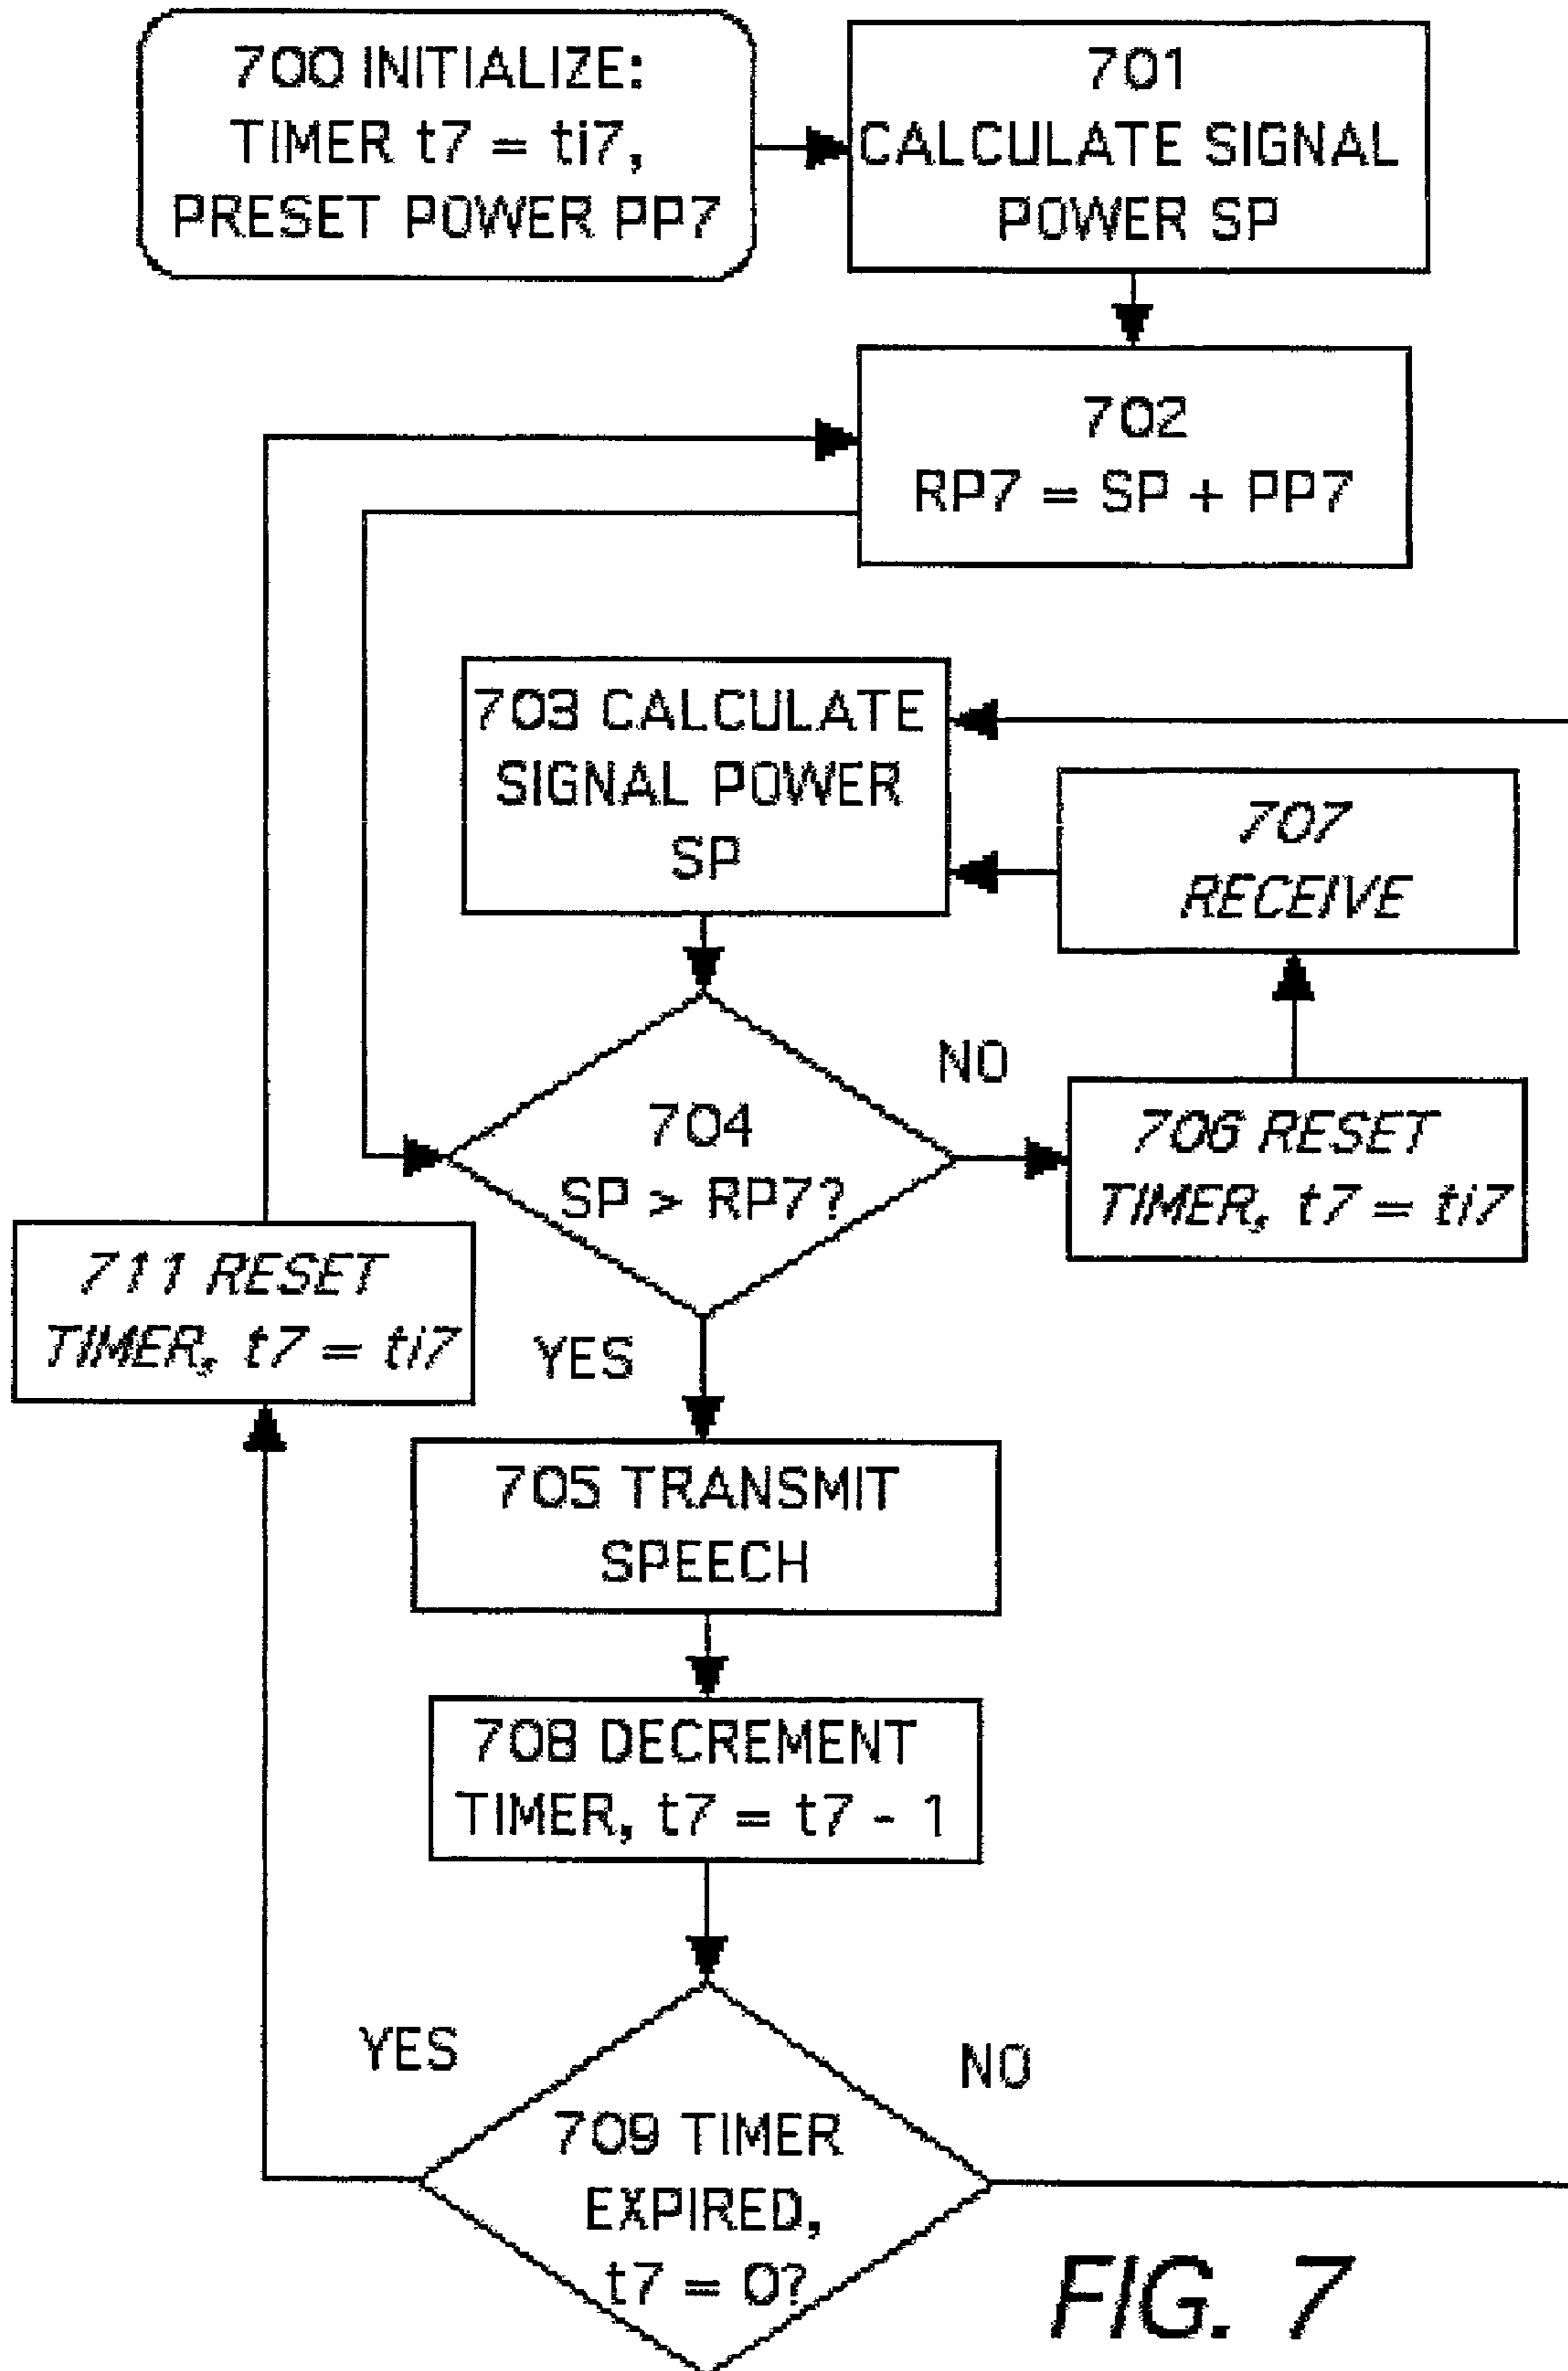 700 INITIALIZE:
TIMER t7 = ti7,
PRESET POWER PP7
701
CALCULATE SIGNAL
POWER SP
702
RP7 = SP + PP7
703 CALCULATE
SIGNAL POWER
SP
707
RECEIVE
NO
704
SP > RP7?
706 RESET
TIMER, t7 = ti7
711 RESET
TIMER, t7 = ti7
YES
705 TRANSMIT
SPEECH
708 DECREMENT
TIMER, t7 = t7 - 1
YES
NO
709 TIMER
EXPIRED,
t7 = 0?
FIG. 7